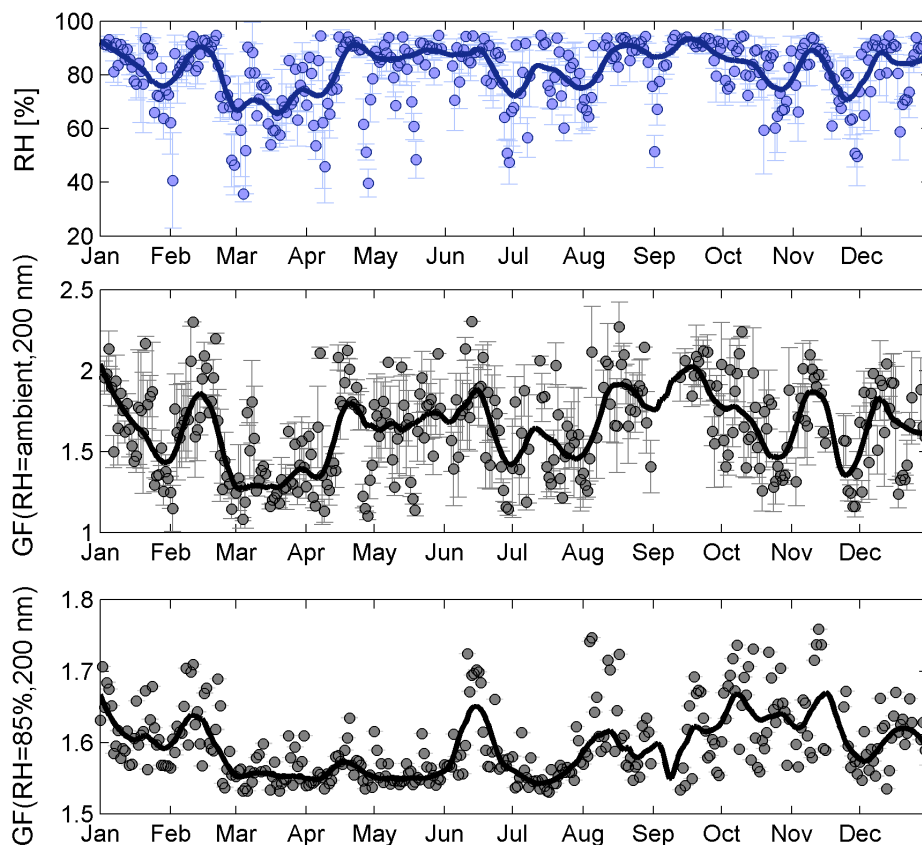 RH [%]
100
80
60
40
20
Jan Feb Mar Apr May Jun Jul Aug Sep Oct Nov Dec
GF(RH=ambient,200 nm)
2.5
2
1.5
1
Jan Feb Mar Apr May Jun Jul Aug Sep Oct Nov Dec
GF(RH=85%,200 nm)
1.8
1.7
1.6
1.5
Jan Feb Mar Apr May Jun Jul Aug Sep Oct Nov Dec